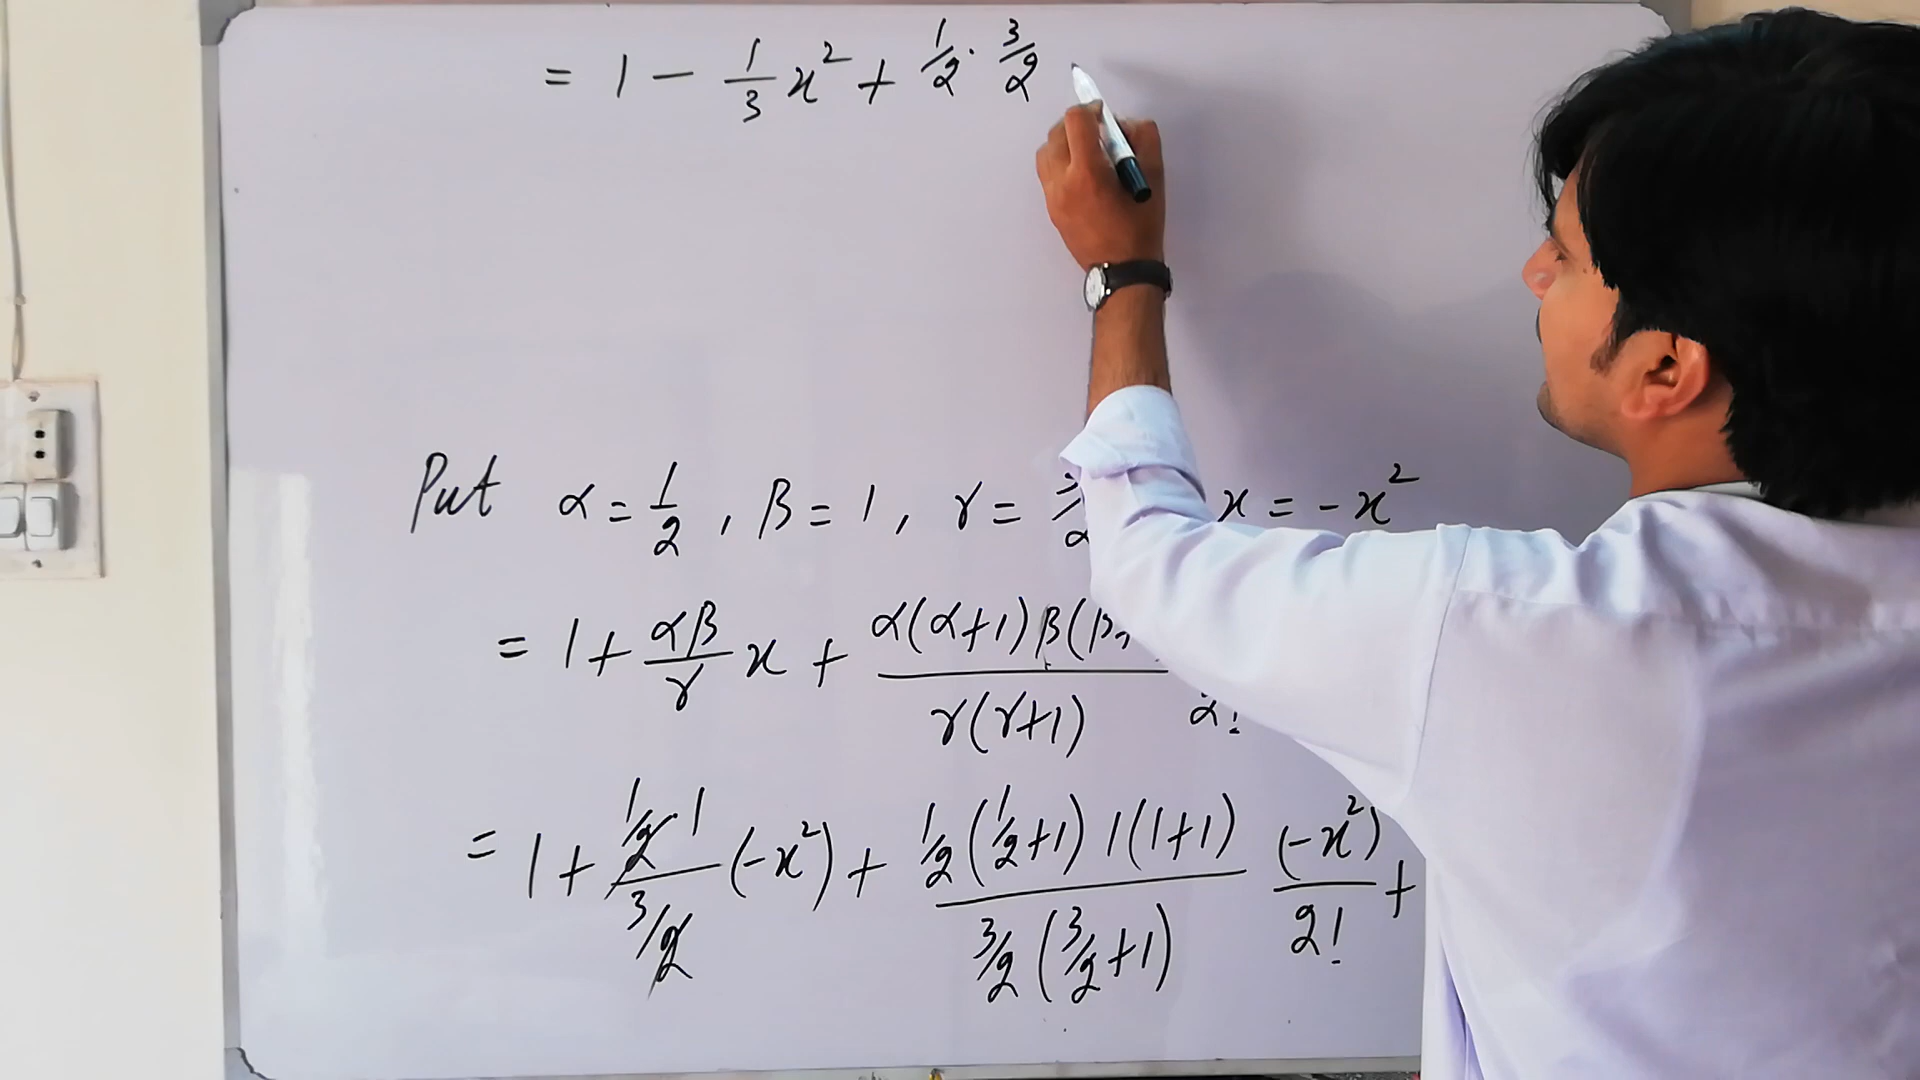 = 1 - 1/3 x² + 1/2 · 3/2
Put α = 1/2 , β = 1 , γ = 3/2 x = -x²
= 1 + αβ/γ x + α(α+1)β(β+ / γ(γ+1) 2!
= 1 + (1/2 · 1)/(3/2) (-x²) + 1/2(1/2+1) 1(1+1) / 3/2(3/2+1) (-x²)/2! +